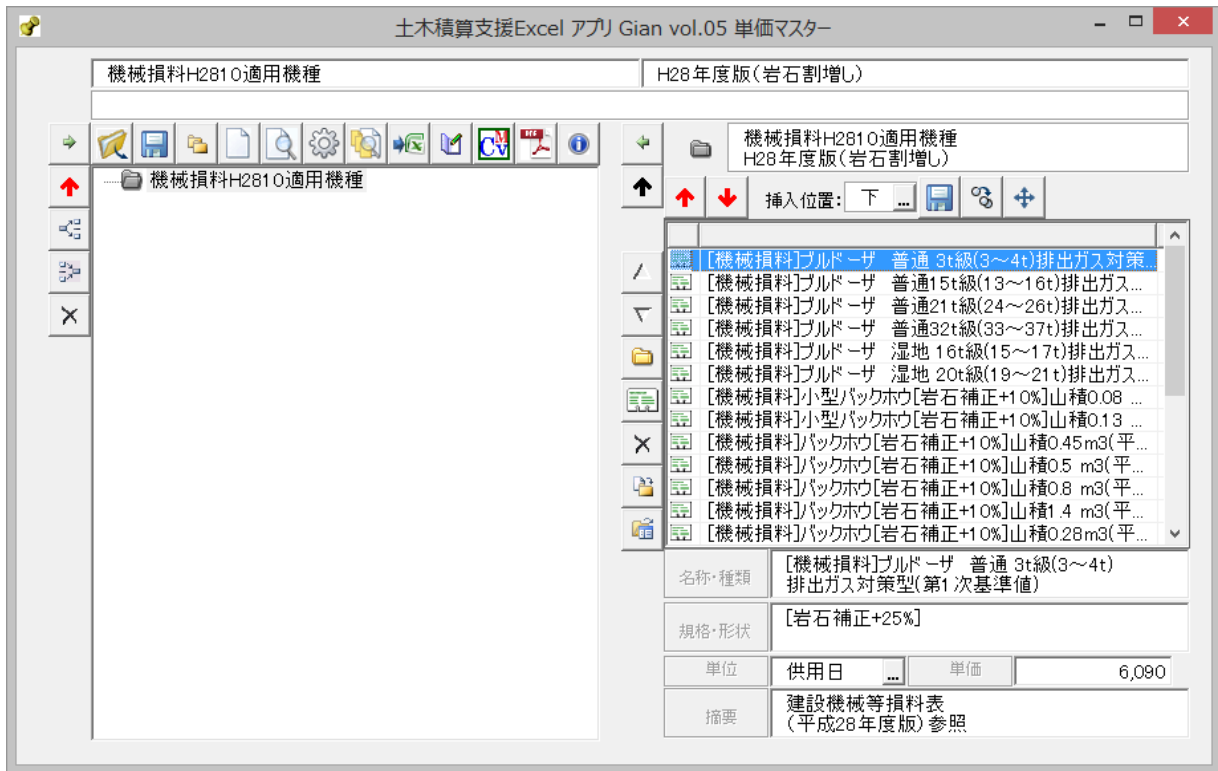 土木積算支援Excel アプリ Gian vol.05 単価マスター
機械損料H2810適用機種
H28年度版(岩石割増し)
機械損料H2810適用機種
機械損料H2810適用機種
H28年度版(岩石割増し)
挿入位置: 下 ...
[機械損料]ブルドーザ 普通 3t級(3～4t)排出ガス対策...
[機械損料]ブルドーザ 普通15t級(13～16t)排出ガス...
[機械損料]ブルドーザ 普通21t級(24～26t)排出ガス...
[機械損料]ブルドーザ 普通32t級(33～37t)排出ガス...
[機械損料]ブルドーザ 湿地 16t級(15～17t)排出ガス...
[機械損料]ブルドーザ 湿地 20t級(19～21t)排出ガス...
[機械損料]小型バックホウ[岩石補正+10%]山積0.08 ...
[機械損料]小型バックホウ[岩石補正+10%]山積0.13 ...
[機械損料]バックホウ[岩石補正+10%]山積0.45m3(平...
[機械損料]バックホウ[岩石補正+10%]山積0.5 m3(平...
[機械損料]バックホウ[岩石補正+10%]山積0.8 m3(平...
[機械損料]バックホウ[岩石補正+10%]山積1.4 m3(平...
[機械損料]バックホウ[岩石補正+10%]山積0.28m3(平...
名称・種類
[機械損料]ブルドーザ 普通 3t級(3～4t)
排出ガス対策型(第1次基準値)
規格・形状
[岩石補正+25%]
単位 供用日 ... 単価 6,090
摘要
建設機械等損料表
(平成28年度版)参照